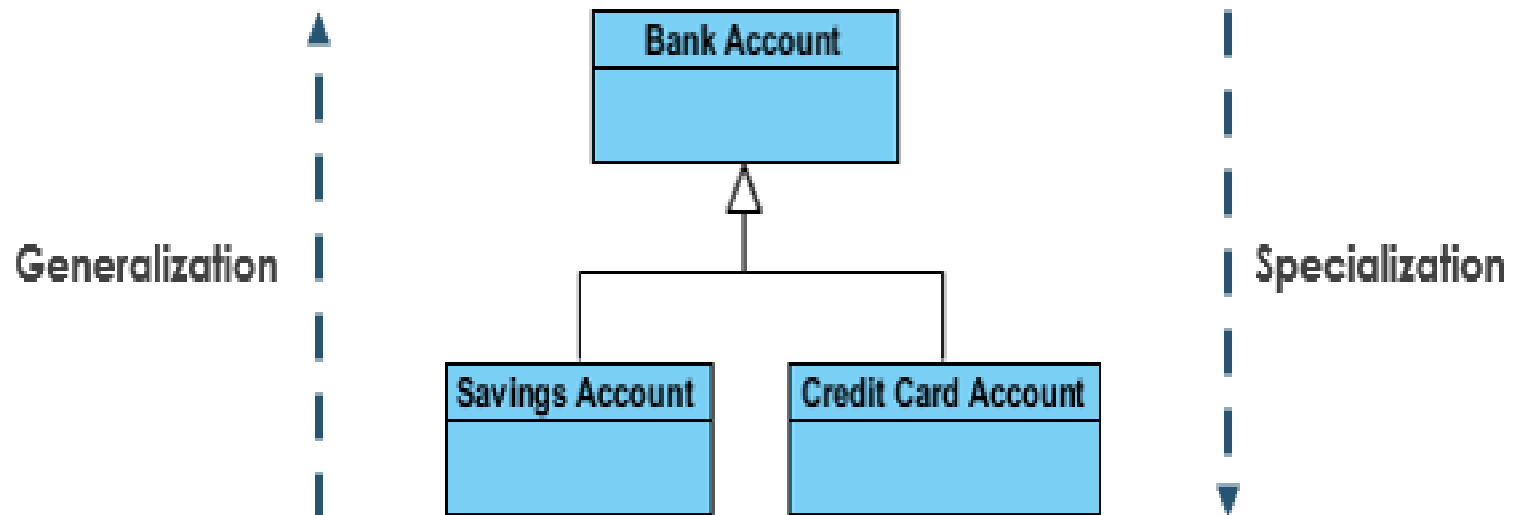 Bank Account
Generalization
Specialization
Savings Account
Credit Card Account